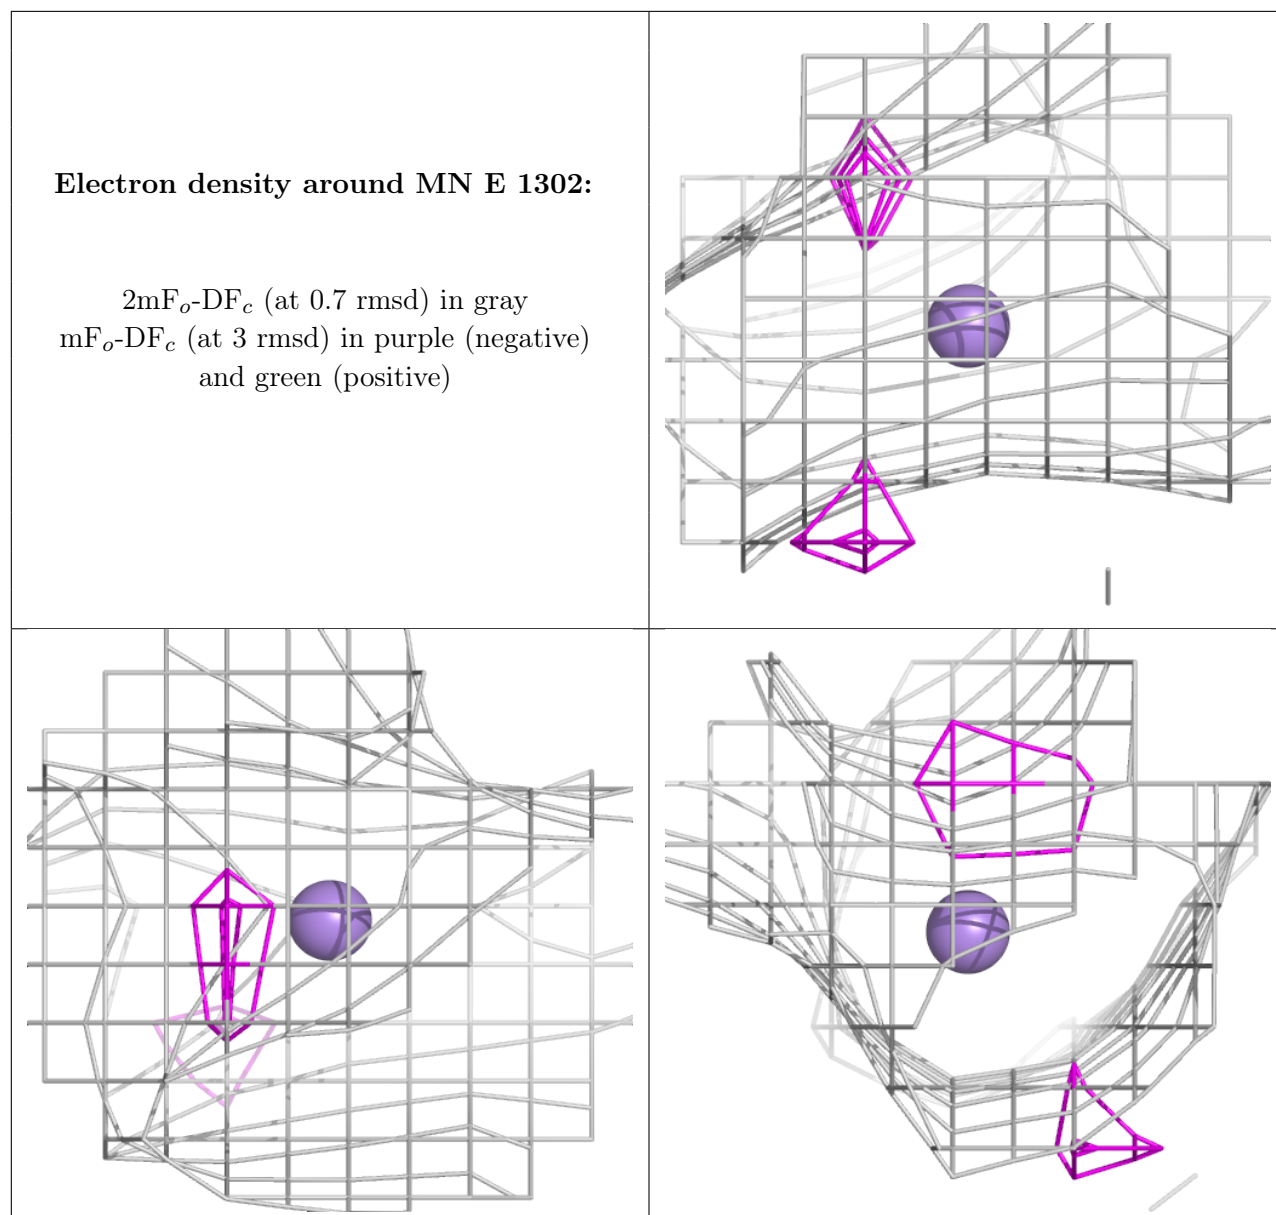 Electron density around MN E 1302:
2mFo-DFc (at 0.7 rmsd) in gray
mFo-DFc (at 3 rmsd) in purple (negative)
and green (positive)